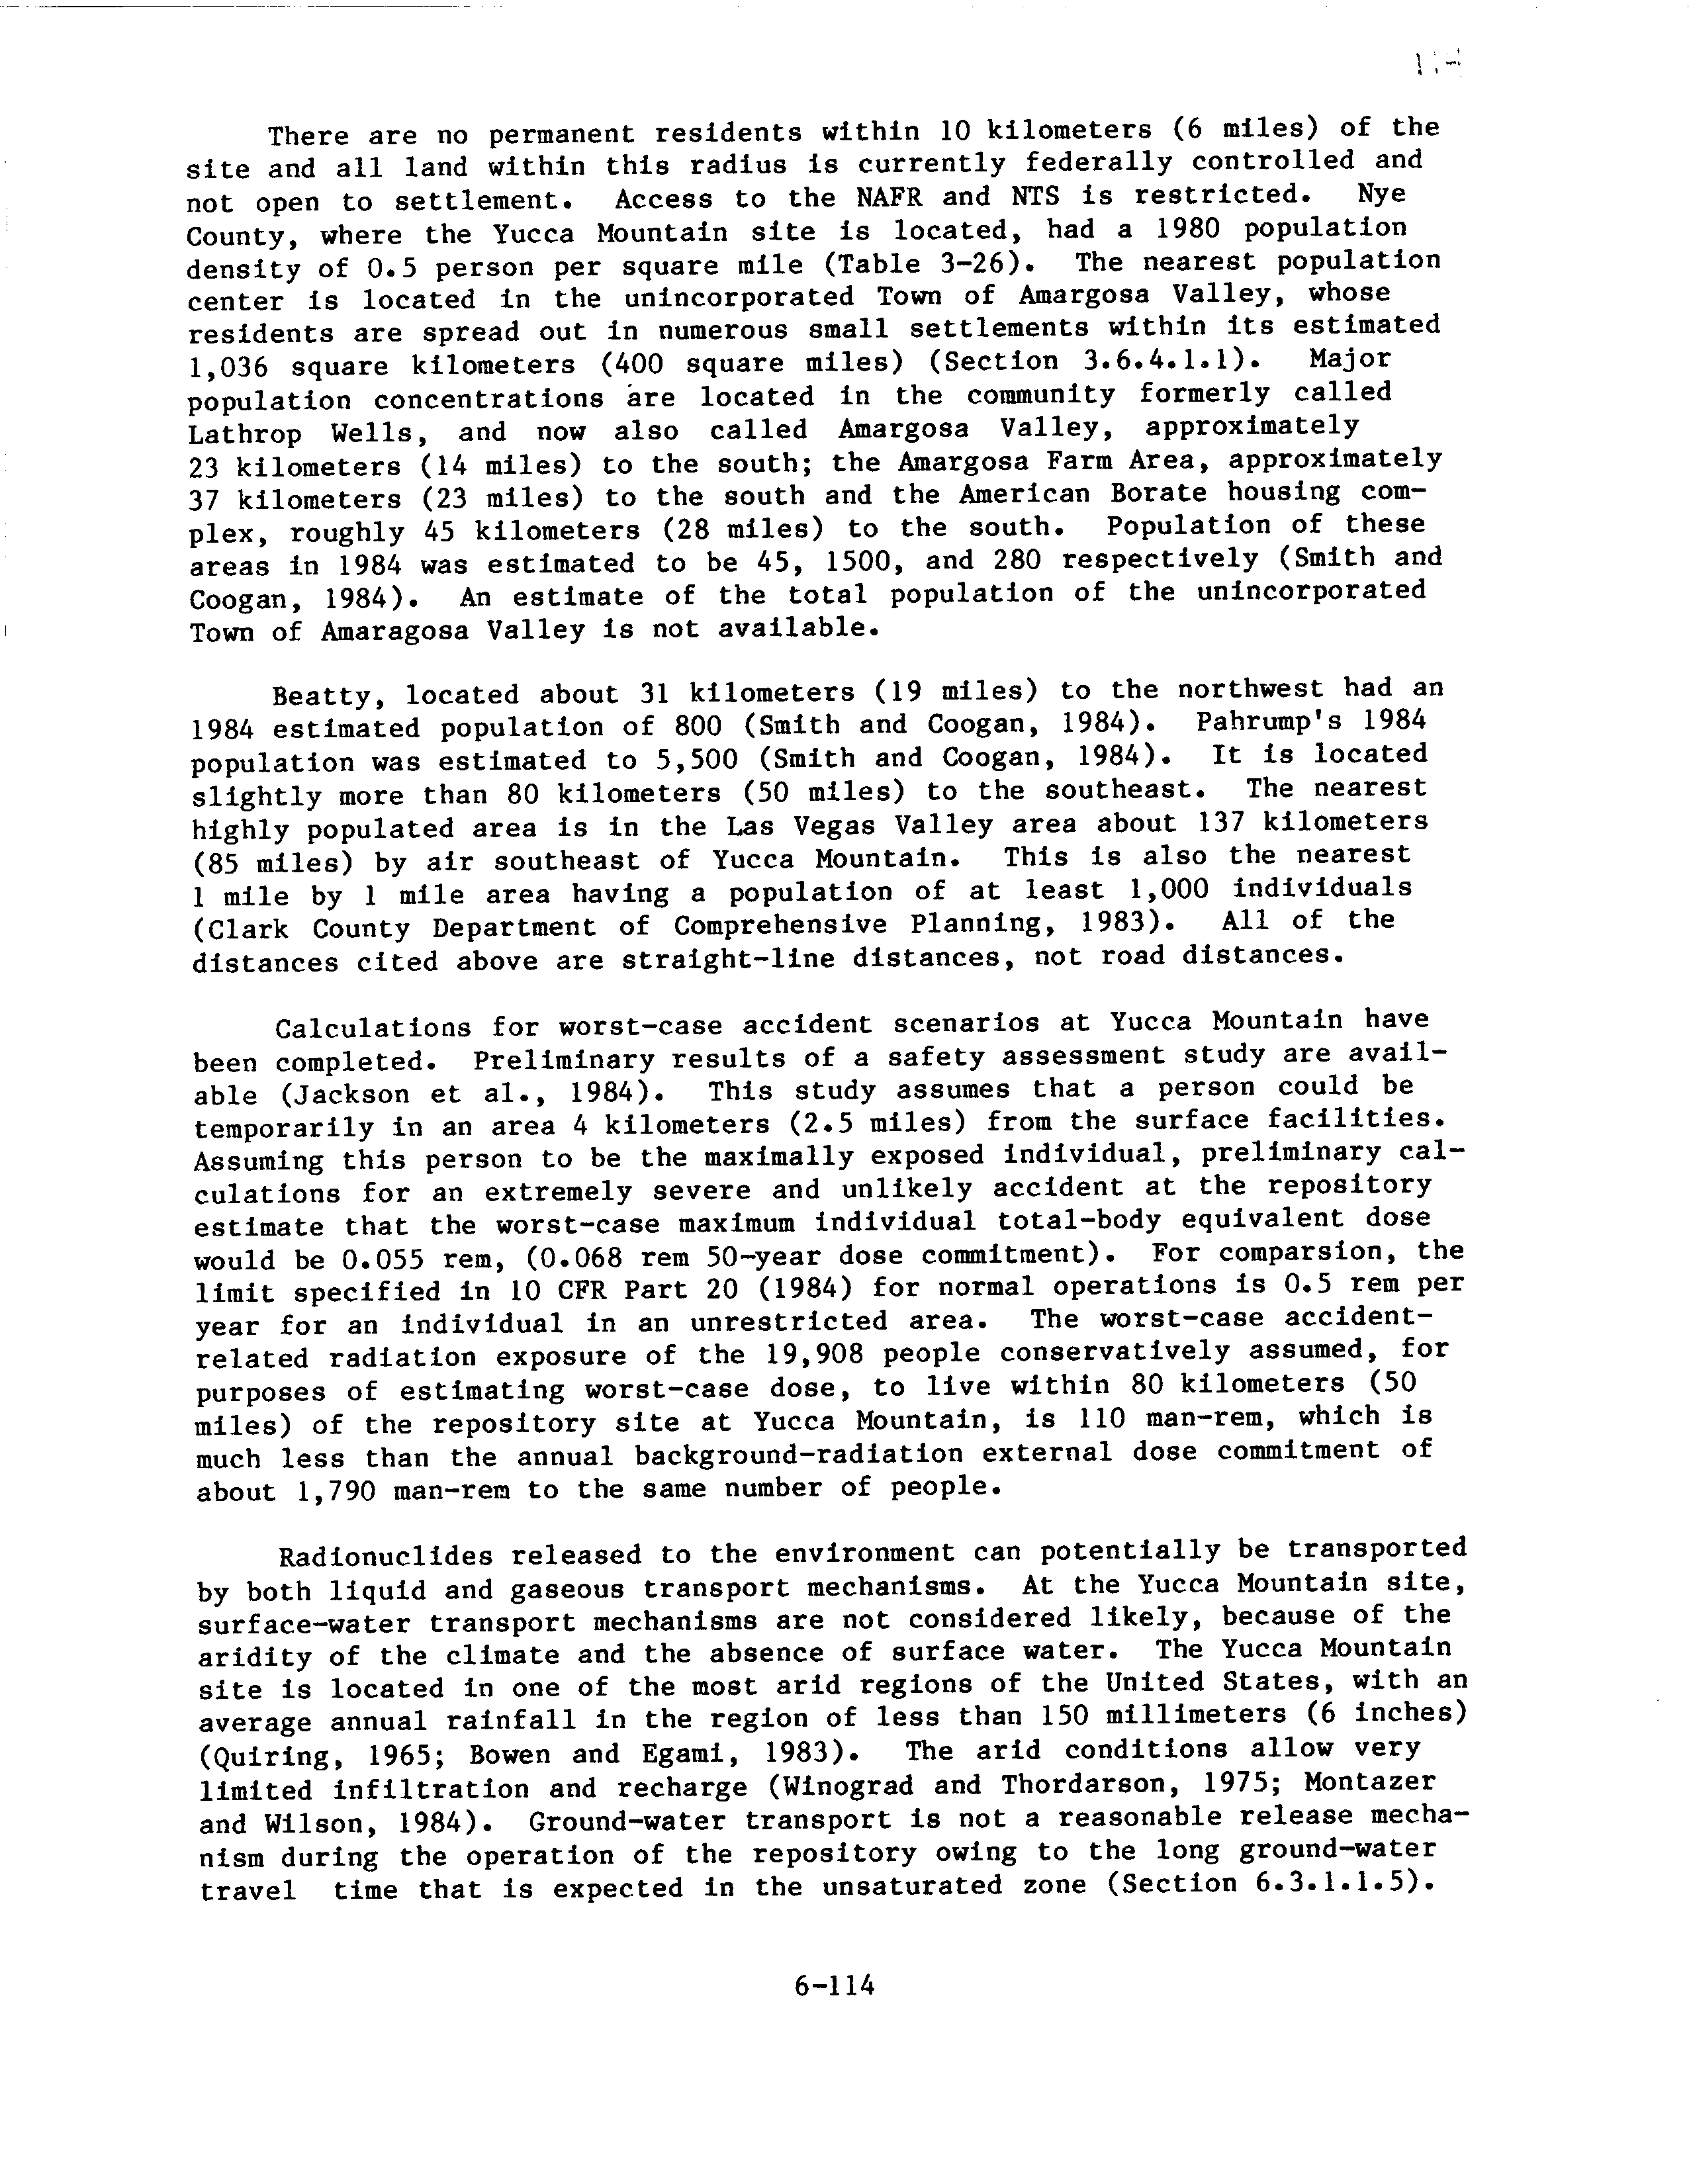 There are no permanent residents within 10 kilometers (6 miles) of the
site and all land within this radius is currently federally controlled and
not open to settlement. Access to the NAFR and NTS is restricted. Nye
County, where the Yucca Mountain site is located, had a 1980 population
density of 0.5 person per square mile (Table 3-26). The nearest population
center is located in the unincorporated Town of Amargosa Valley, whose
residents are spread out in numerous small settlements within its estimated
1,036 square kilometers (400 square miles) (Section 3.6.4.1.1). Major
population concentrations are located in the community formerly called
Lathrop Wells, and now also called Amargosa Valley, approximately
23 kilometers (14 miles) to the south; the Amargosa Farm Area, approximately
37 kilometers (23 miles) to the south and the American Borate housing com-
plex, roughly 45 kilometers (28 miles) to the south. Population of these
areas in 1984 was estimated to be 45, 1500, and 280 respectively (Smith and
Coogan, 1984). An estimate of the total population of the unincorporated
Town of Amaragosa Valley is not available.
Beatty, located about 31 kilometers (19 miles) to the northwest had an
1984 estimated population of 800 (Smith and Coogan, 1984). Pahrump's 1984
population was estimated to 5,500 (Smith and Coogan, 1984). It is located
slightly more than 80 kilometers (50 miles) to the southeast. The nearest
highly populated area is in the Las Vegas Valley area about 137 kilometers
(85 miles) by air southeast of Yucca Mountain. This is also the nearest
1 mile by 1 mile area having a population of at least 1,000 individuals
(Clark County Department of Comprehensive Planning, 1983). All of the
distances cited above are straight-line distances, not road distances.
Calculations for worst-case accident scenarios at Yucca Mountain have
been completed. Preliminary results of a safety assessment study are avail-
able (Jackson et al., 1984). This study assumes that a person could be
temporarily in an area 4 kilometers (2.5 miles) from the surface facilities.
Assuming this person to be the maximally exposed individual, preliminary cal-
culations for an extremely severe and unlikely accident at the repository
estimate that the worst-case maximum individual total-body equivalent dose
would be 0.055 rem, (0.068 rem 50-year dose commitment). For comparsion, the
limit specified in 10 CFR Part 20 (1984) for normal operations is 0.5 rem per
year for an individual in an unrestricted area. The worst-case accident-
related radiation exposure of the 19,908 people conservatively assumed, for
purposes of estimating worst-case dose, to live within 80 kilometers (50
miles) of the repository site at Yucca Mountain, is 110 man-rem, which is
much less than the annual background-radiation external dose commitment of
about 1,790 man-rem to the same number of people.
Radionuclides released to the environment can potentially be transported
by both liquid and gaseous transport mechanisms. At the Yucca Mountain site,
surface-water transport mechanisms are not considered likely, because of the
aridity of the climate and the absence of surface water. The Yucca Mountain
site is located in one of the most arid regions of the United States, with an
average annual rainfall in the region of less than 150 millimeters (6 inches)
(Quiring, 1965; Bowen and Egami, 1983). The arid conditions allow very
limited infiltration and recharge (Winograd and Thordarson, 1975; Montazer
and Wilson, 1984). Ground-water transport is not a reasonable release mecha-
nism during the operation of the repository owing to the long ground-water
travel time that is expected in the unsaturated zone (Section 6.3.1.1.5).
6-114